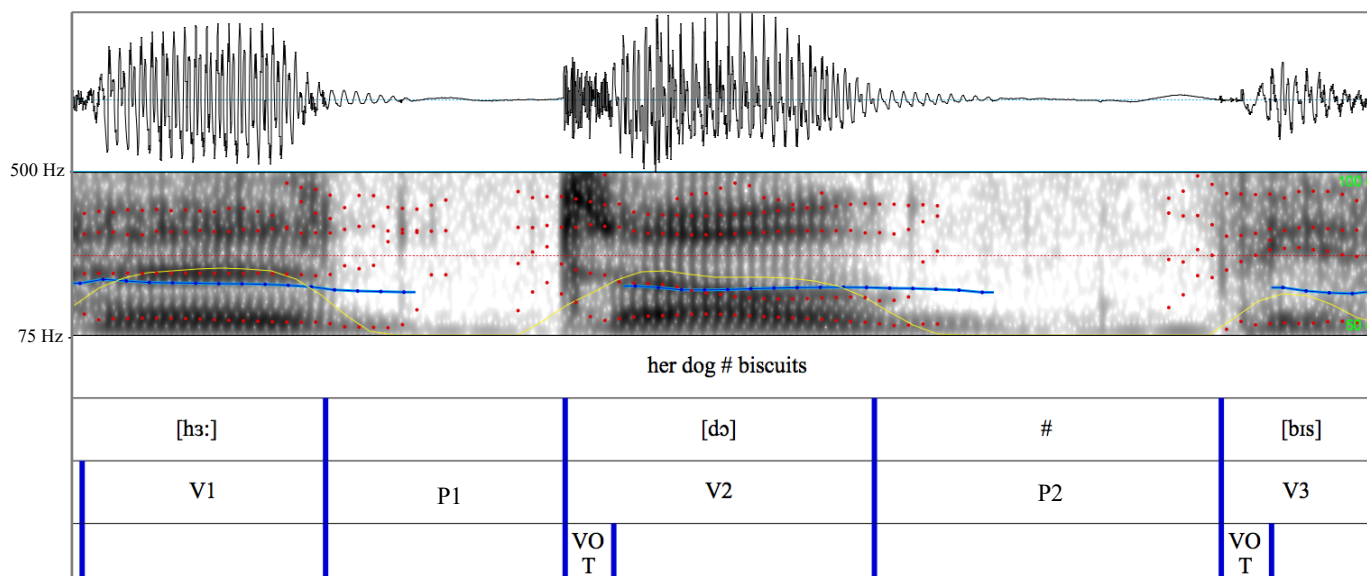 500 Hz
100
50
75 Hz
her dog # biscuits
[hɜː] [dɔ] # [bɪs]
V1 P1 V2 P2 V3
VO
T
VO
T